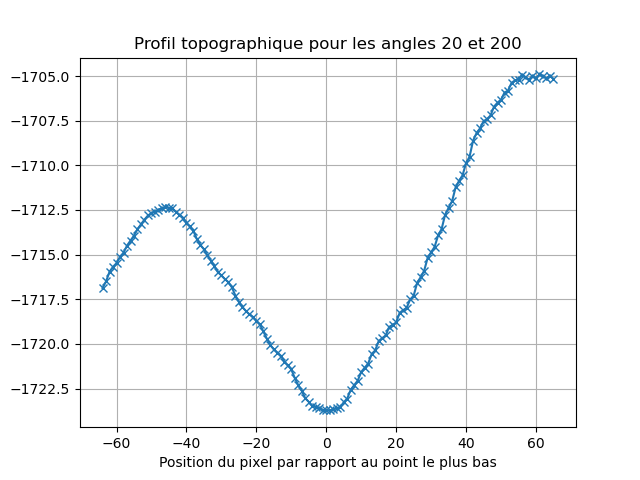 Profil topographique pour les angles 20 et 200
−1705.0
−1707.5
−1710.0
−1712.5
−1715.0
−1717.5
−1720.0
−1722.5
−60 −40 −20 0 20 40 60
Position du pixel par rapport au point le plus bas